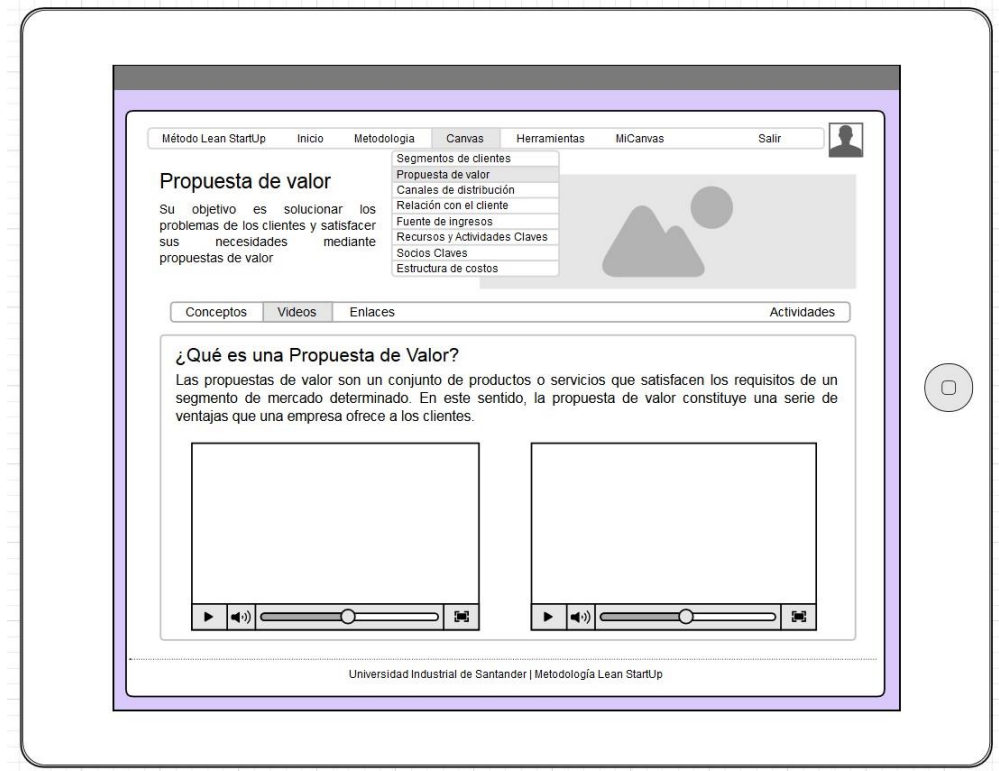 Método Lean StartUp Inicio Metodologia Canvas Herramientas MiCanvas Salir
Segmentos de clientes
Propuesta de valor
Canales de distribución
Relación con el cliente
Fuente de ingresos
Recursos y Actividades Claves
Socios Claves
Estructura de costos
Propuesta de valor
Su objetivo es solucionar los
problemas de los clientes y satisfacer
sus necesidades mediante
propuestas de valor
Conceptos Videos Enlaces Actividades
¿Qué es una Propuesta de Valor?
Las propuestas de valor son un conjunto de productos o servicios que satisfacen los requisitos de un
segmento de mercado determinado. En este sentido, la propuesta de valor constituye una serie de
ventajas que una empresa ofrece a los clientes.
Universidad Industrial de Santander | Metodología Lean StartUp